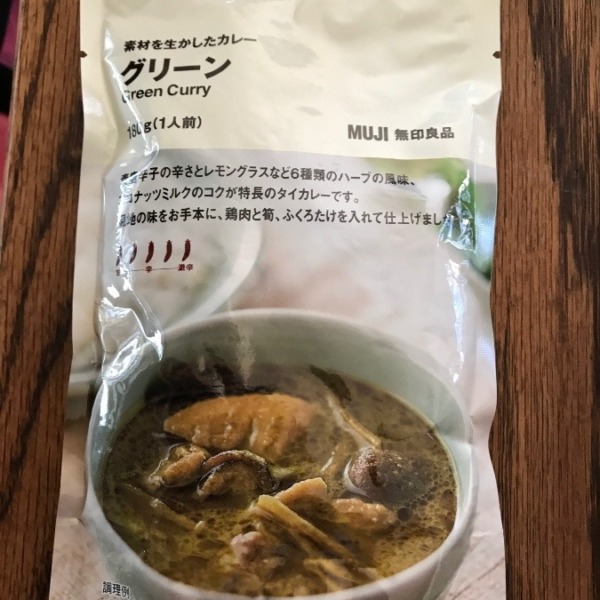 素材を生かしたカレー
グリーン
Green Curry
180g(1人前)
MUJI 無印良品
辛子の辛さとレモングラスなど6種類のハーブの風味、
ココナッツミルクのコクが特長のタイカレーです。
現地の味をお手本に、鶏肉と筍、ふくろたけを入れて仕上げまし
辛 激辛
調理例